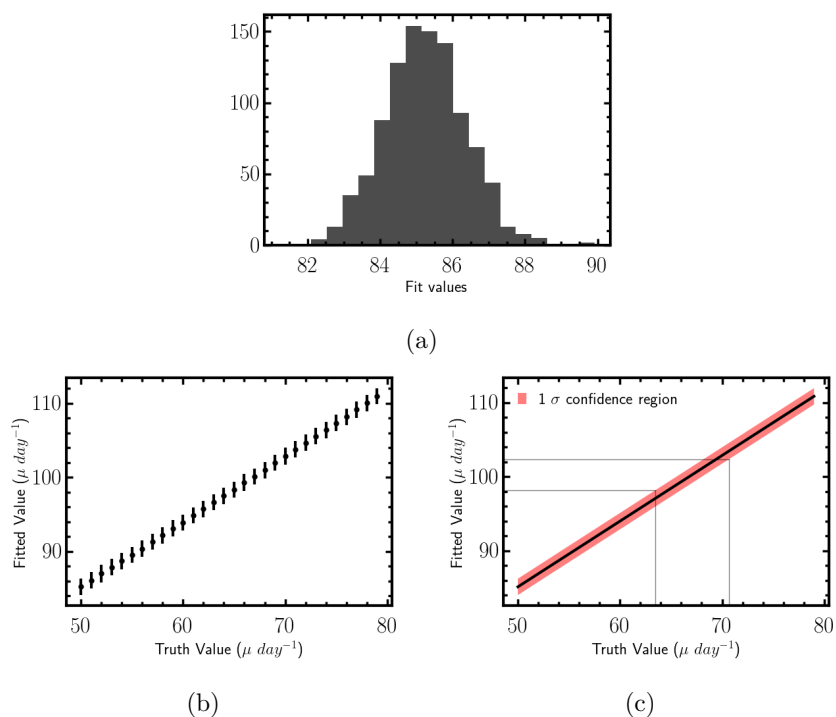 150
100
50
0
82 84 86 88 90
Fit values
(a)
110
100
90
Fitted Value (μ day⁻¹)
50 60 70 80
Truth Value (μ day⁻¹)
(b)
1 σ confidence region
110
100
90
Fitted Value (μ day⁻¹)
50 60 70 80
Truth Value (μ day⁻¹)
(c)